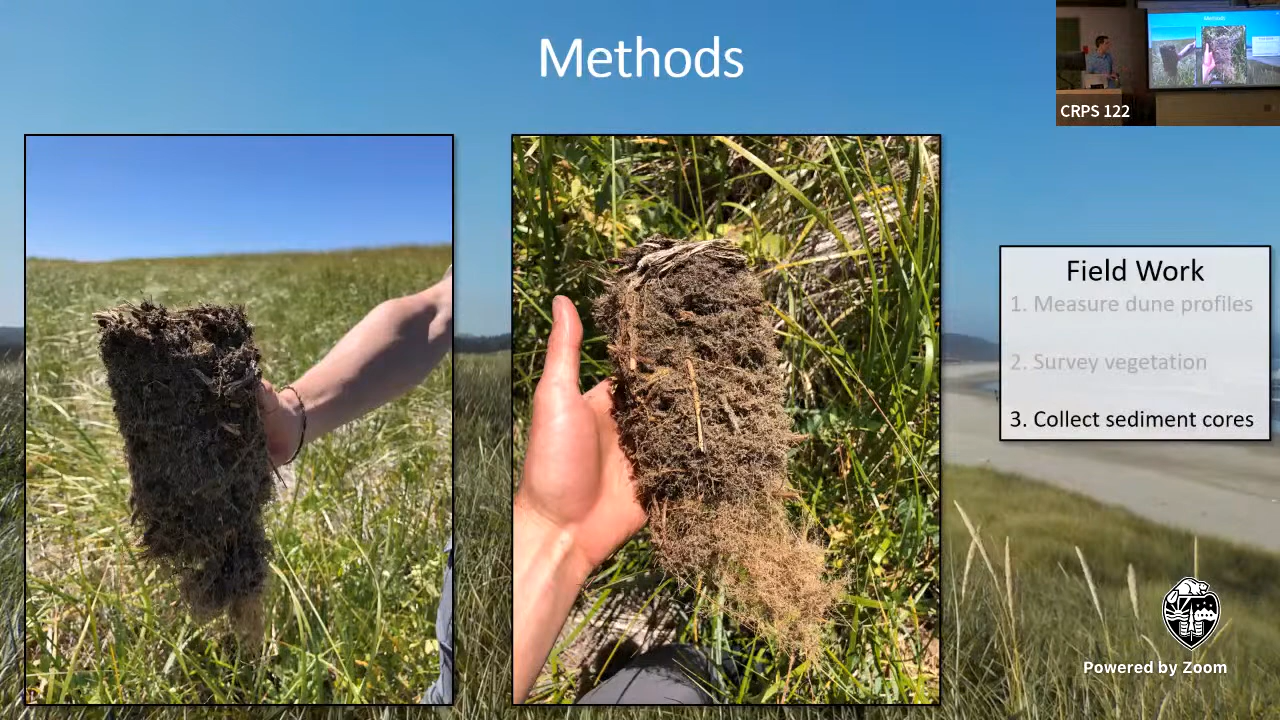 Methods
CRPS 122
Field Work
1. Measure dune profiles
2. Survey vegetation
3. Collect sediment cores
Powered by Zoom